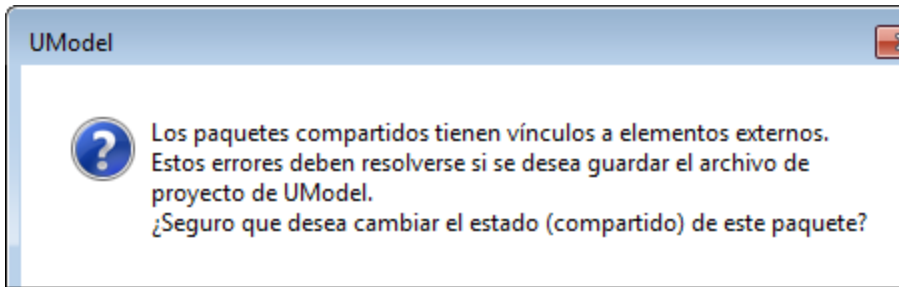 UModel
Los paquetes compartidos tienen vínculos a elementos externos.
Estos errores deben resolverse si se desea guardar el archivo de
proyecto de UModel.
¿Seguro que desea cambiar el estado (compartido) de este paquete?